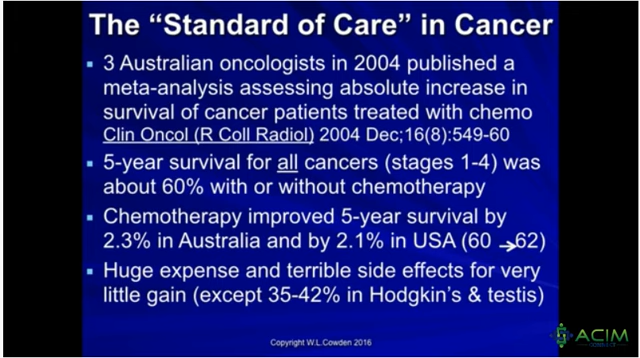 The “Standard of Care” in Cancer
▪ 3 Australian oncologists in 2004 published a
meta-analysis assessing absolute increase in
survival of cancer patients treated with chemo
Clin Oncol (R Coll Radiol) 2004 Dec;16(8):549-60
▪ 5-year survival for all cancers (stages 1-4) was
about 60% with or without chemotherapy
▪ Chemotherapy improved 5-year survival by
2.3% in Australia and by 2.1% in USA (60 →62)
▪ Huge expense and terrible side effects for very
little gain (except 35-42% in Hodgkin’s & testis)
Copyright W.L.Cowden 2016
ACIM